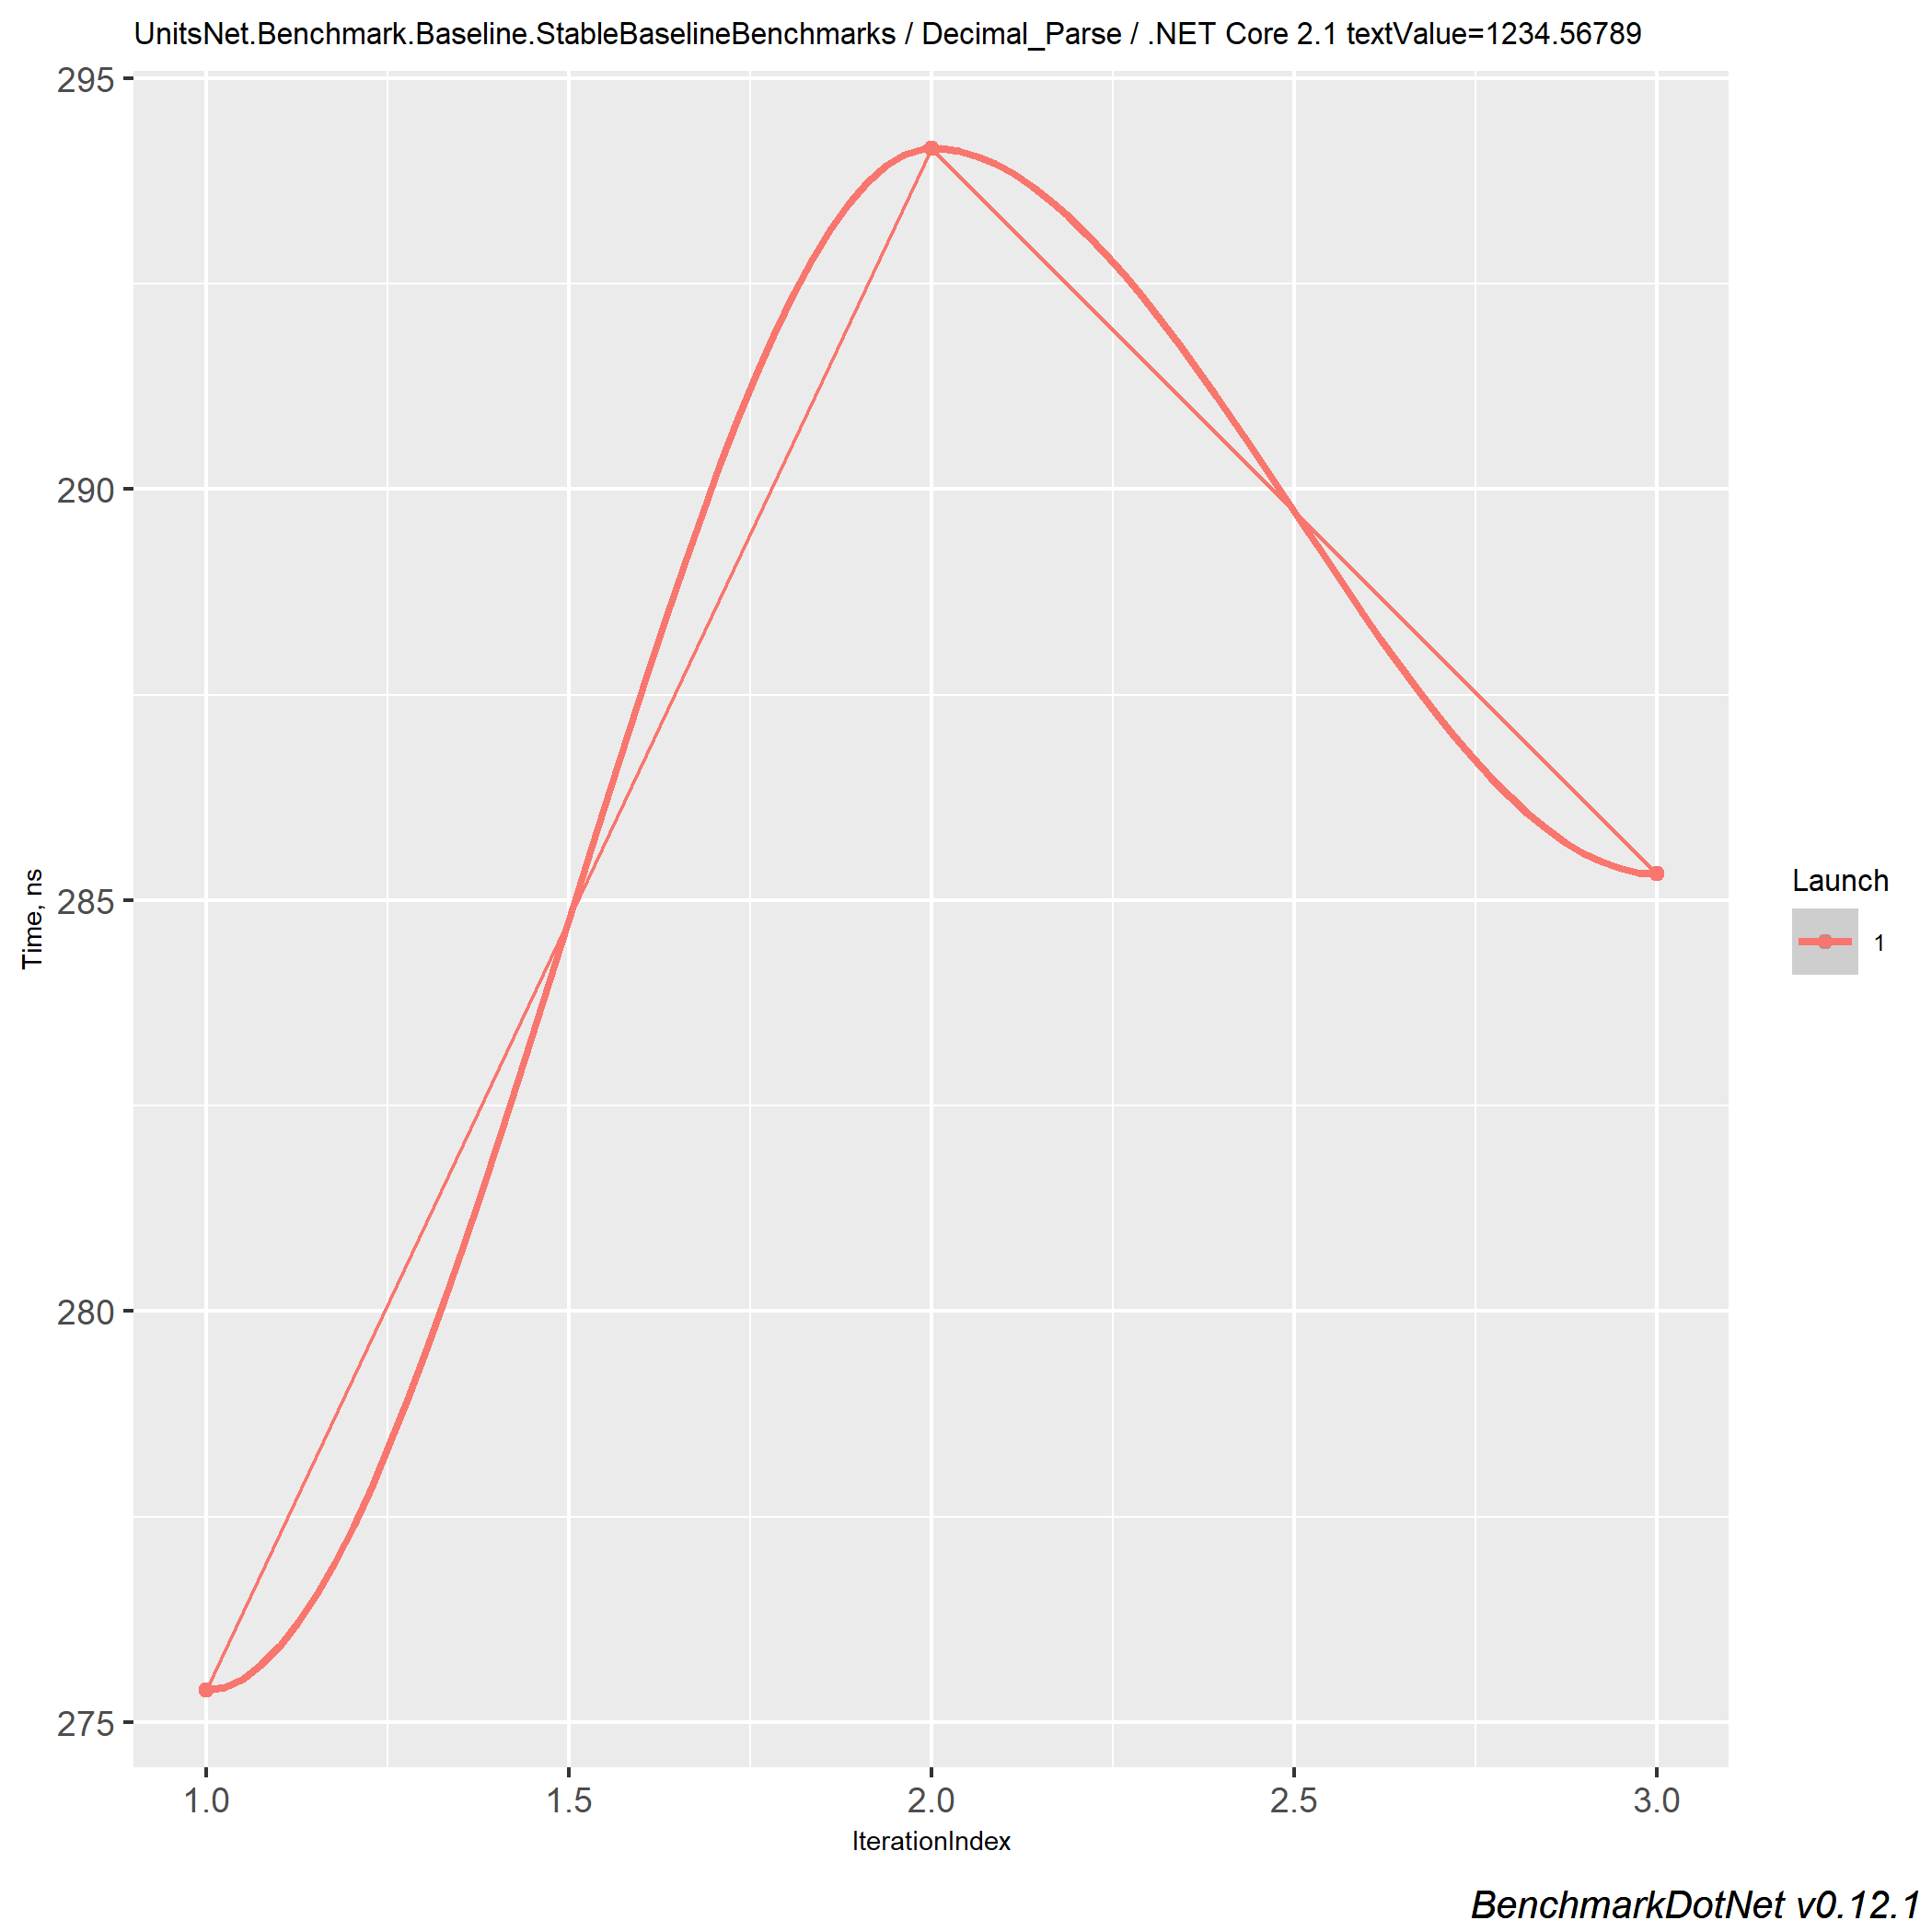 UnitsNet.Benchmark.Baseline.StableBaselineBenchmarks / Decimal_Parse / .NET Core 2.1 textValue=1234.56789
295
290
285
280
275
Time, ns
1.0 1.5 2.0 2.5 3.0
IterationIndex
Launch
1
BenchmarkDotNet v0.12.1